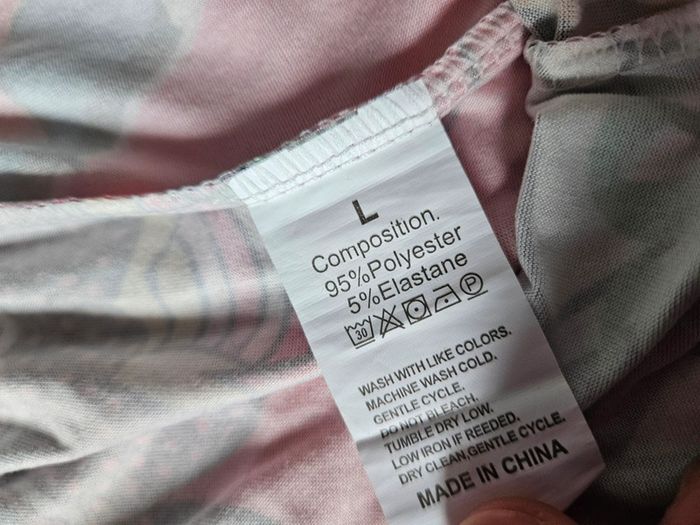 L
Composition.
95%Polyester
5%Elastane
30 P
WASH WITH LIKE COLORS.
MACHINE WASH COLD.
GENTLE CYCLE.
DO NOT BLEACH.
TUMBLE DRY LOW.
LOW IRON IF REEDED.
DRY CLEAN.GENTLE CYCLE.
MADE IN CHINA